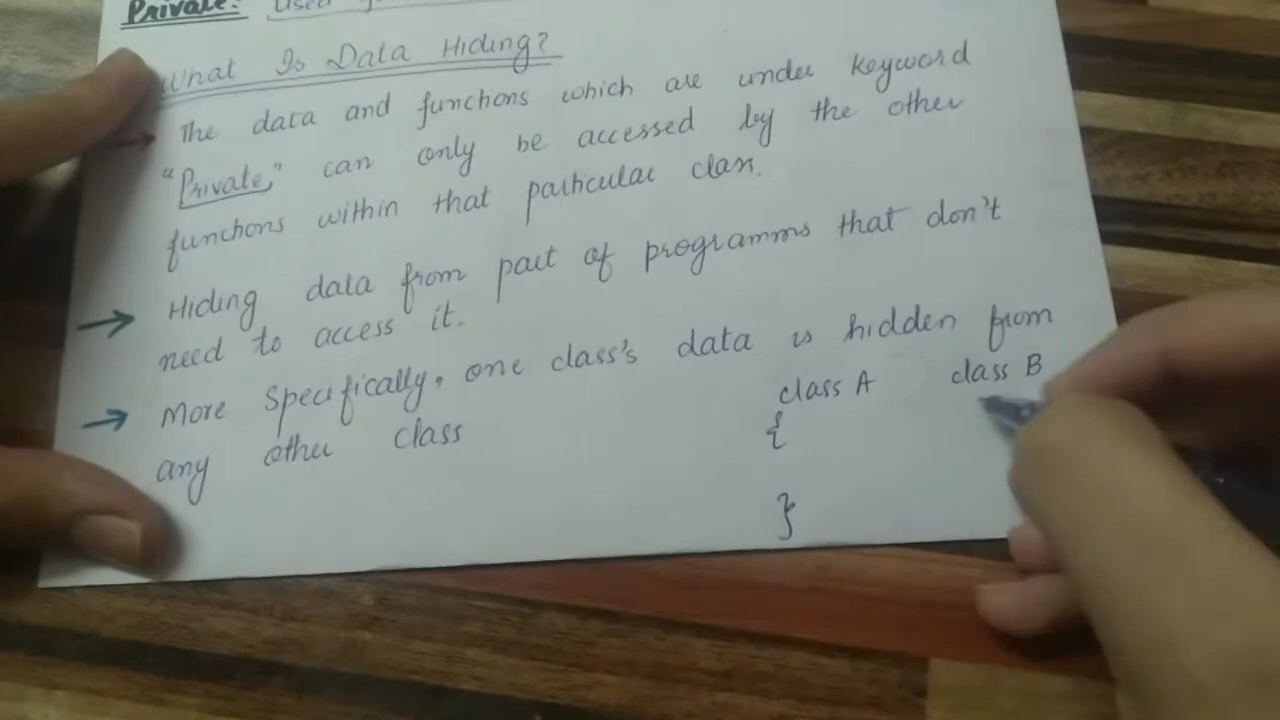 Private: Used
What Is Data Hiding?
→ The data and functions which are under keyword
"Private" can only be accessed by the other
functions within that particular class.
→ Hiding data from part of programms that don't
need to access it.
→ More Specifically, one class's data is hidden from
any other class
class A class B
{
}